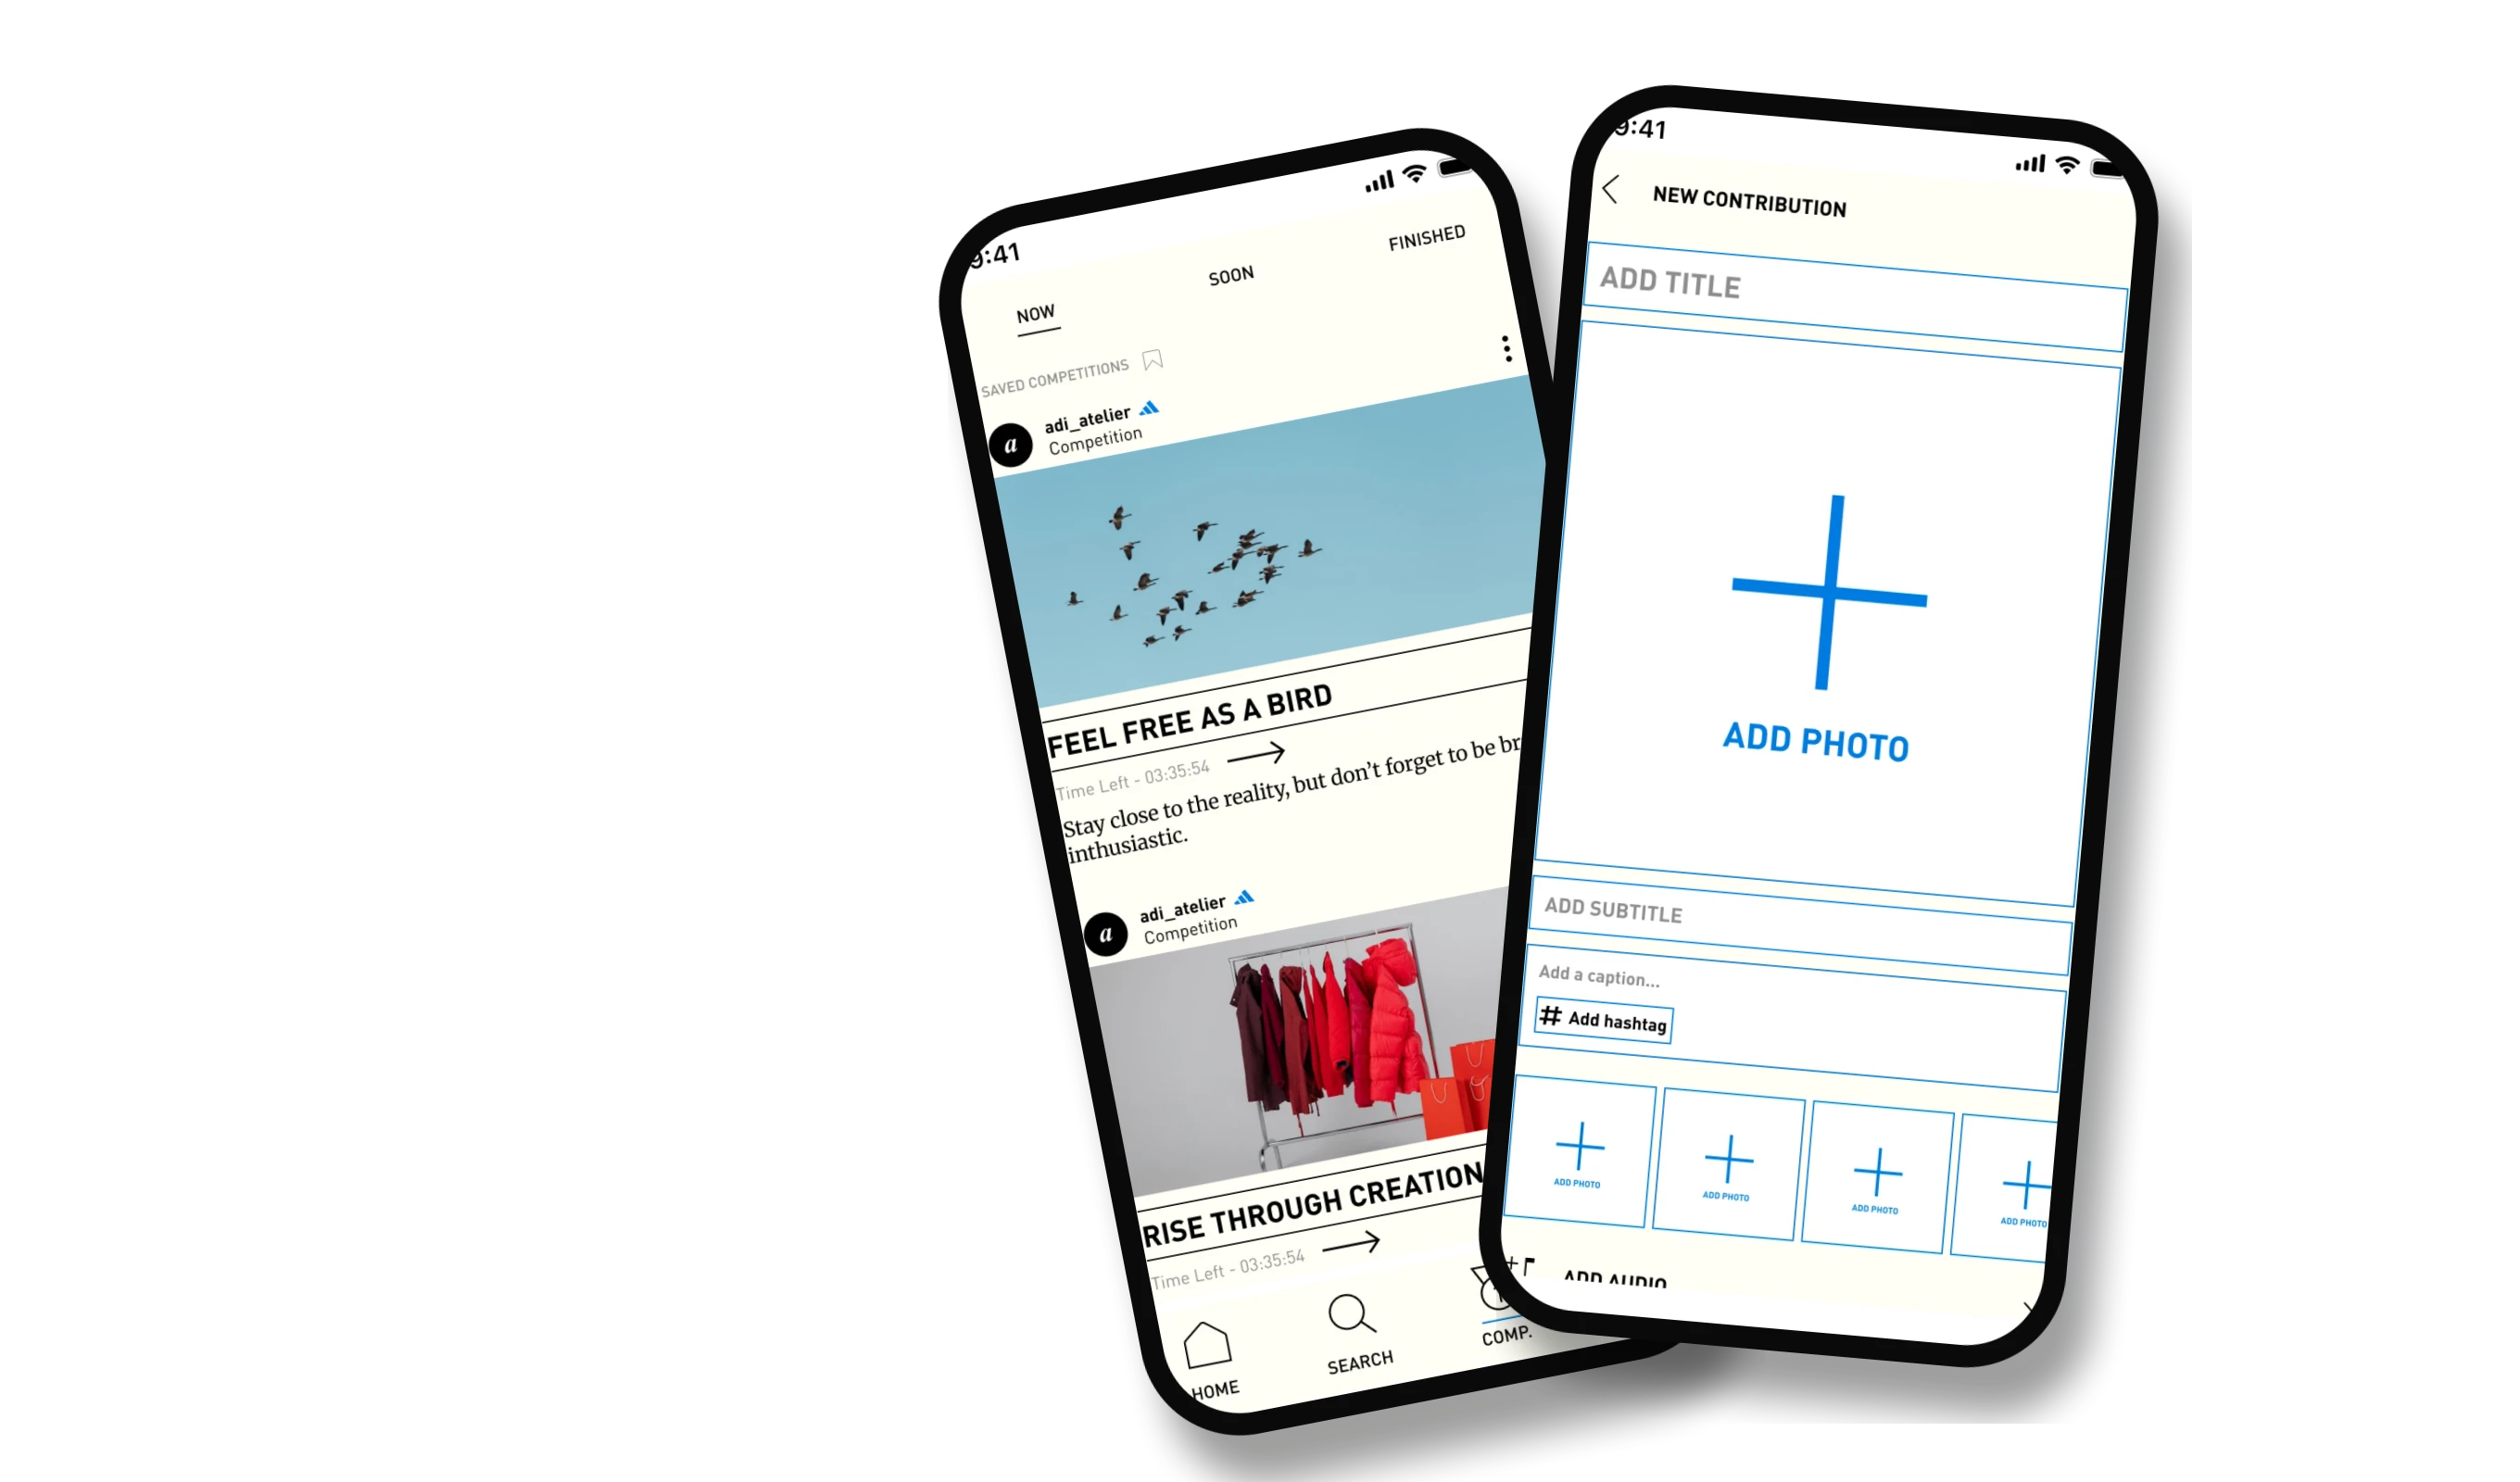 9:41
NOW
SOON
FINISHED
SAVED COMPETITIONS
adi_atelier
Competition
FEEL FREE AS A BIRD
Time Left - 03:35:54
Stay close to the reality, but don't forget to be br
inthusiastic.
a
adi_atelier
Competition
a
RISE THROUGH CREATION
Time Left - 03:35:54
HOME
SEARCH
COMP.
9:41
NEW CONTRIBUTION
ADD TITLE
ADD PHOTO
ADD SUBTITLE
Add a caption...
# Add hashtag
ADD PHOTO
ADD PHOTO
ADD PHOTO
ADD PHOTO
ADD AUDIO